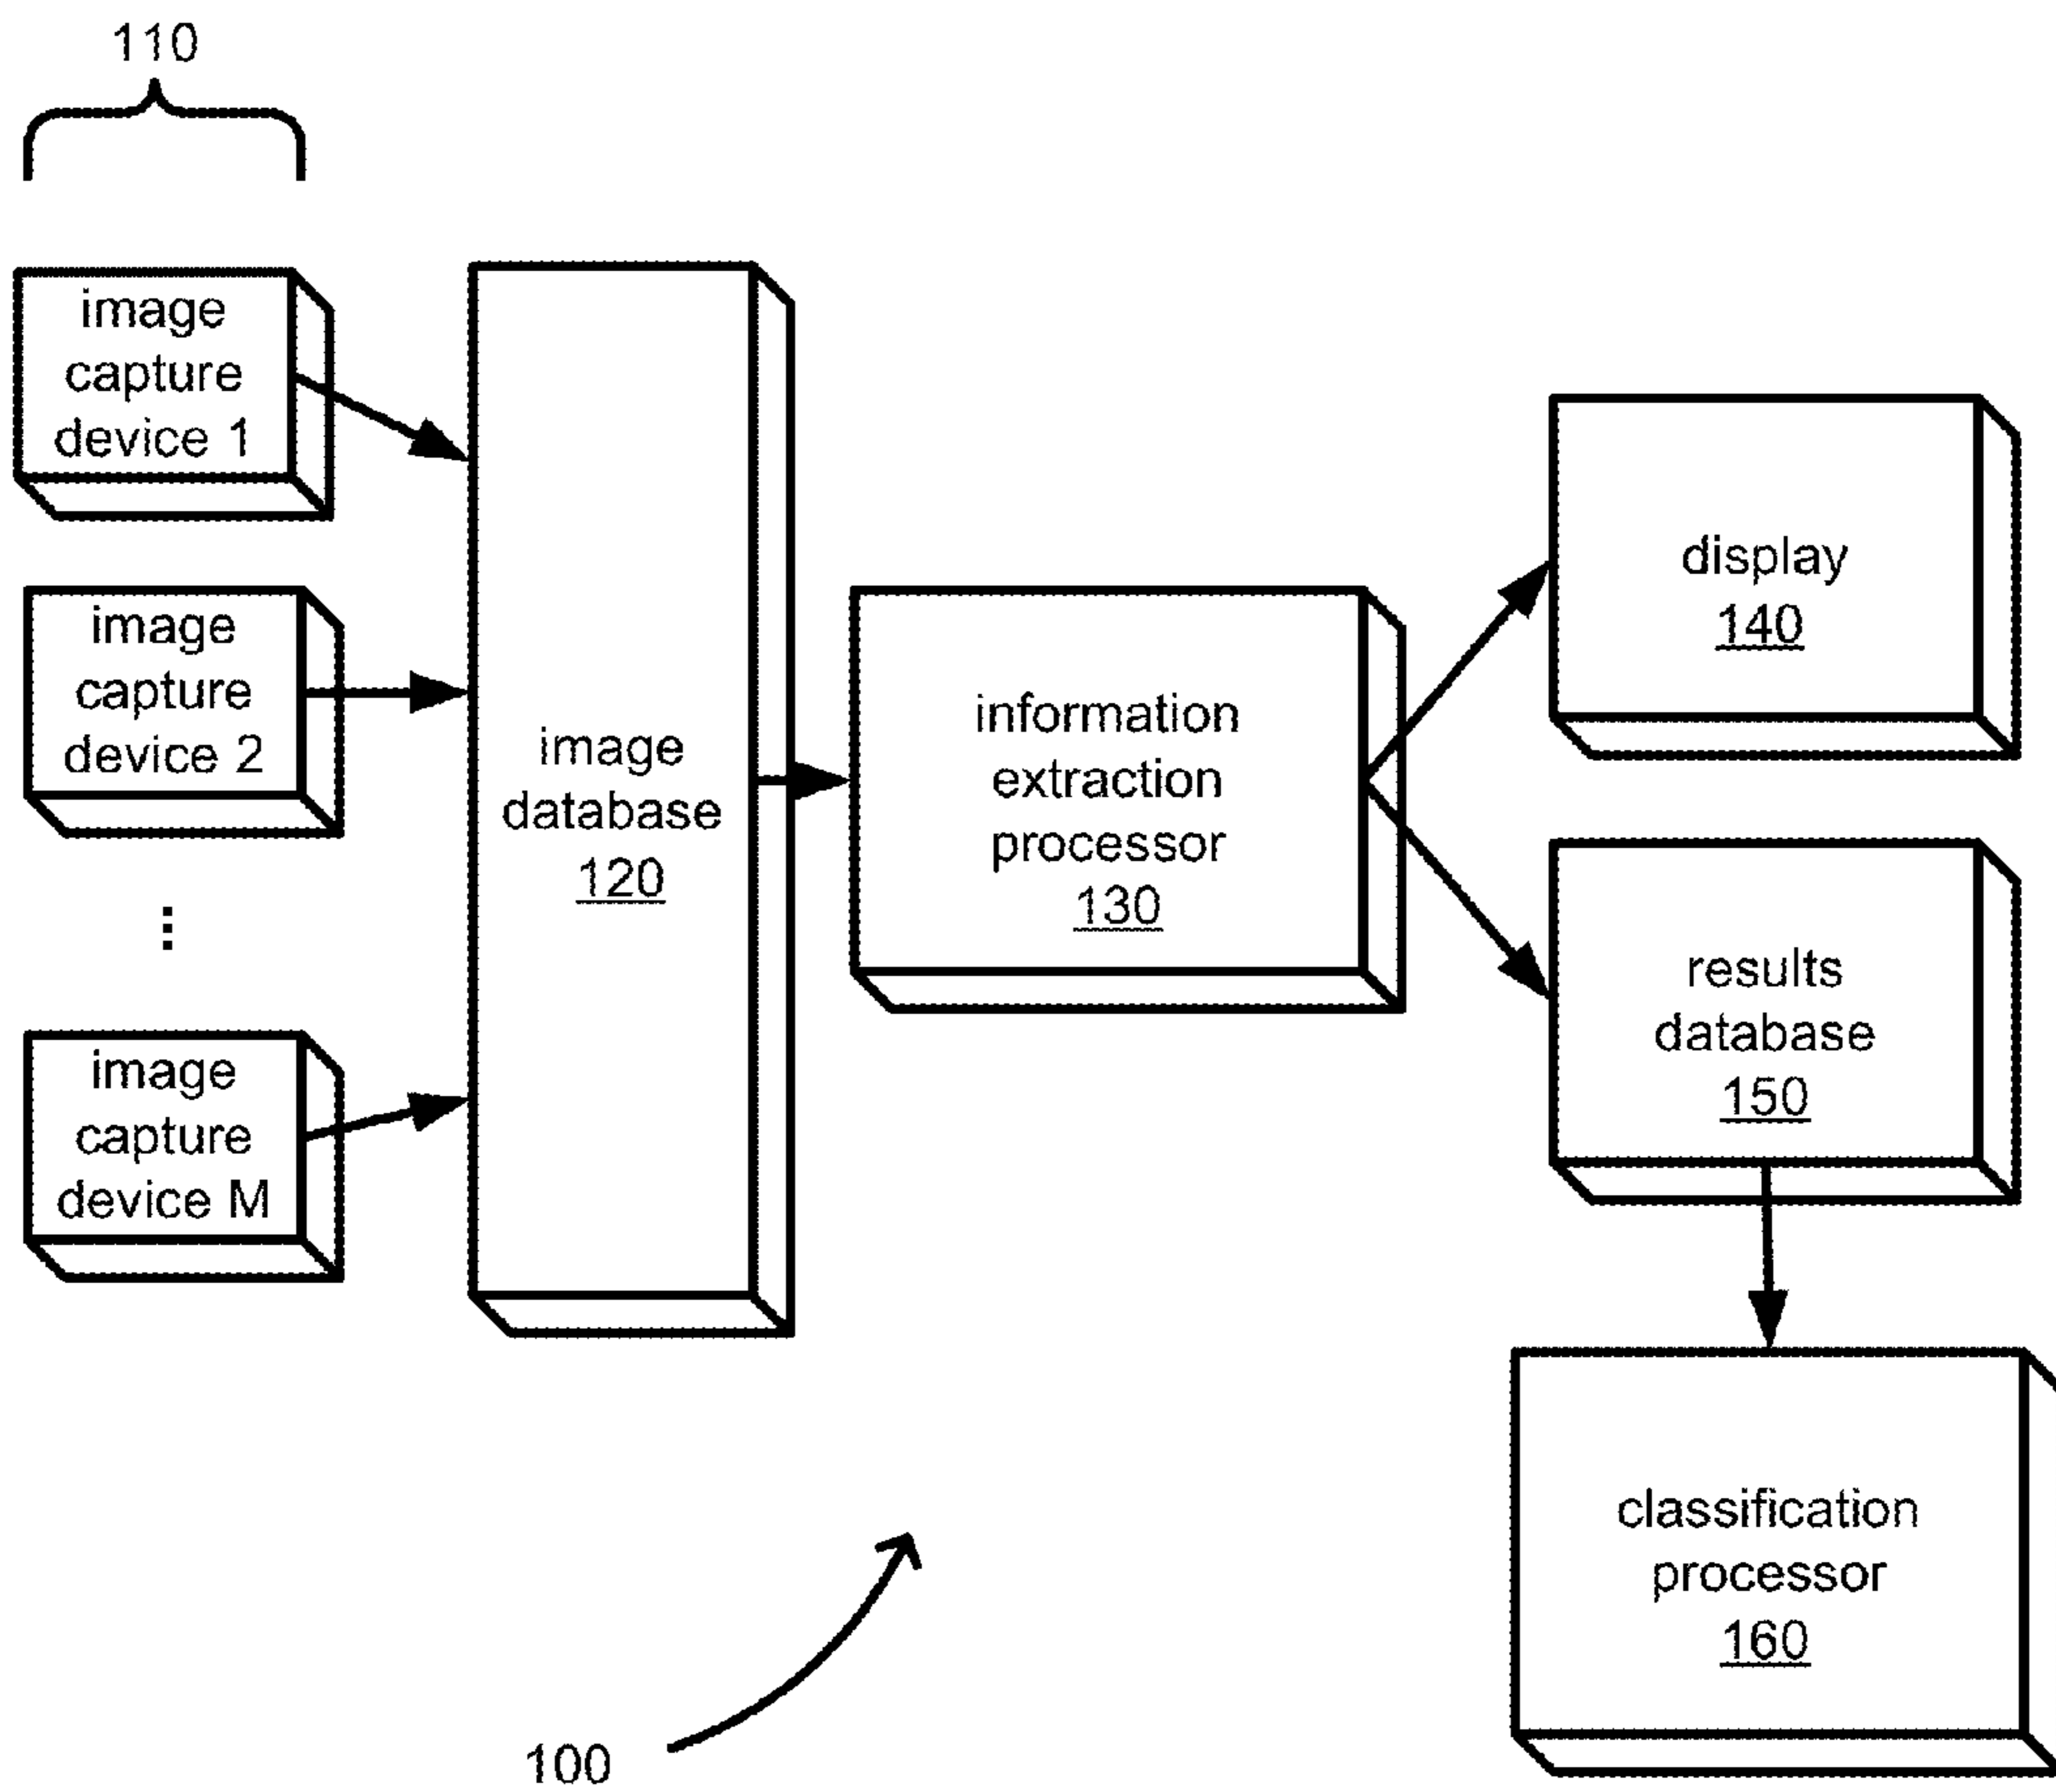 110
image
capture
device 1
image
capture
device 2
⋮
image
capture
device M
image
database
120
information
extraction
processor
130
display
140
results
database
150
classification
processor
160
100